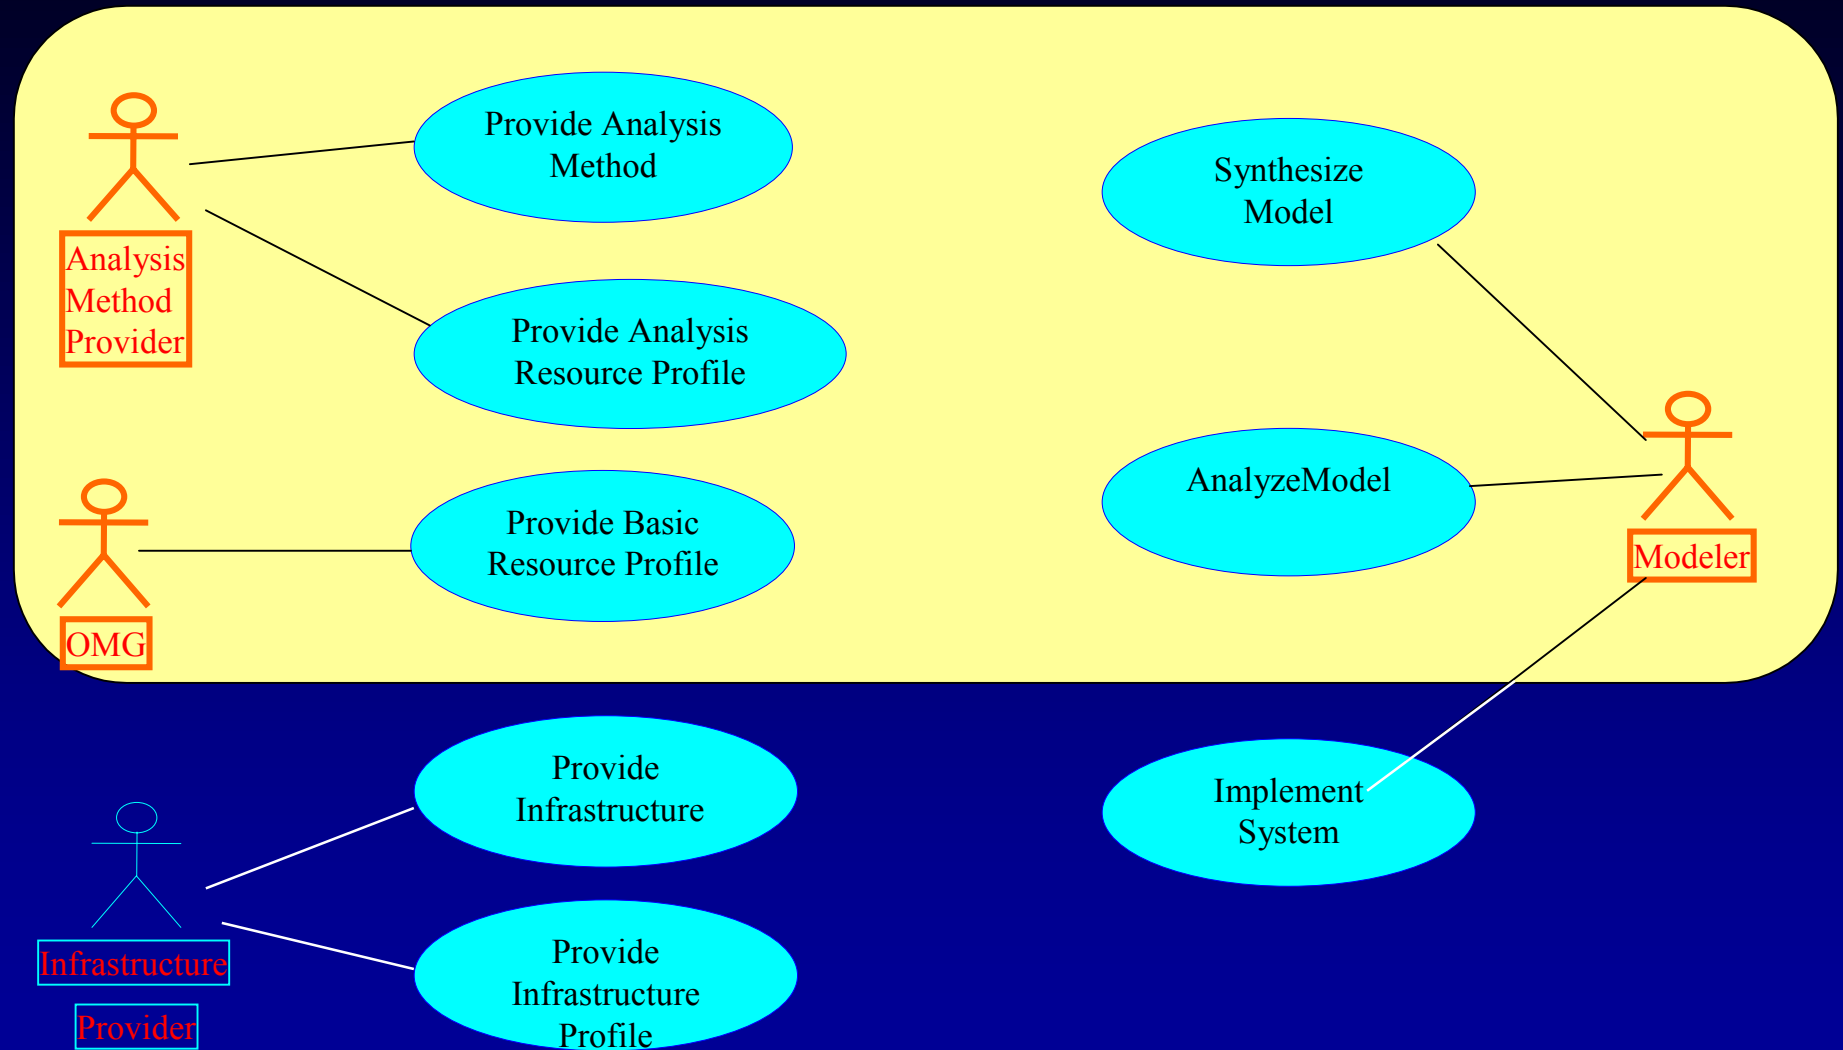 Provide Analysis
Method
Synthesize
Model
Analysis
Method
Provider
Provide Analysis
Resource Profile
AnalyzeModel
Modeler
Provide Basic
Resource Profile
OMG
Provide
Infrastructure
Implement
System
Infrastructure
Provider
Provide
Infrastructure
Profile